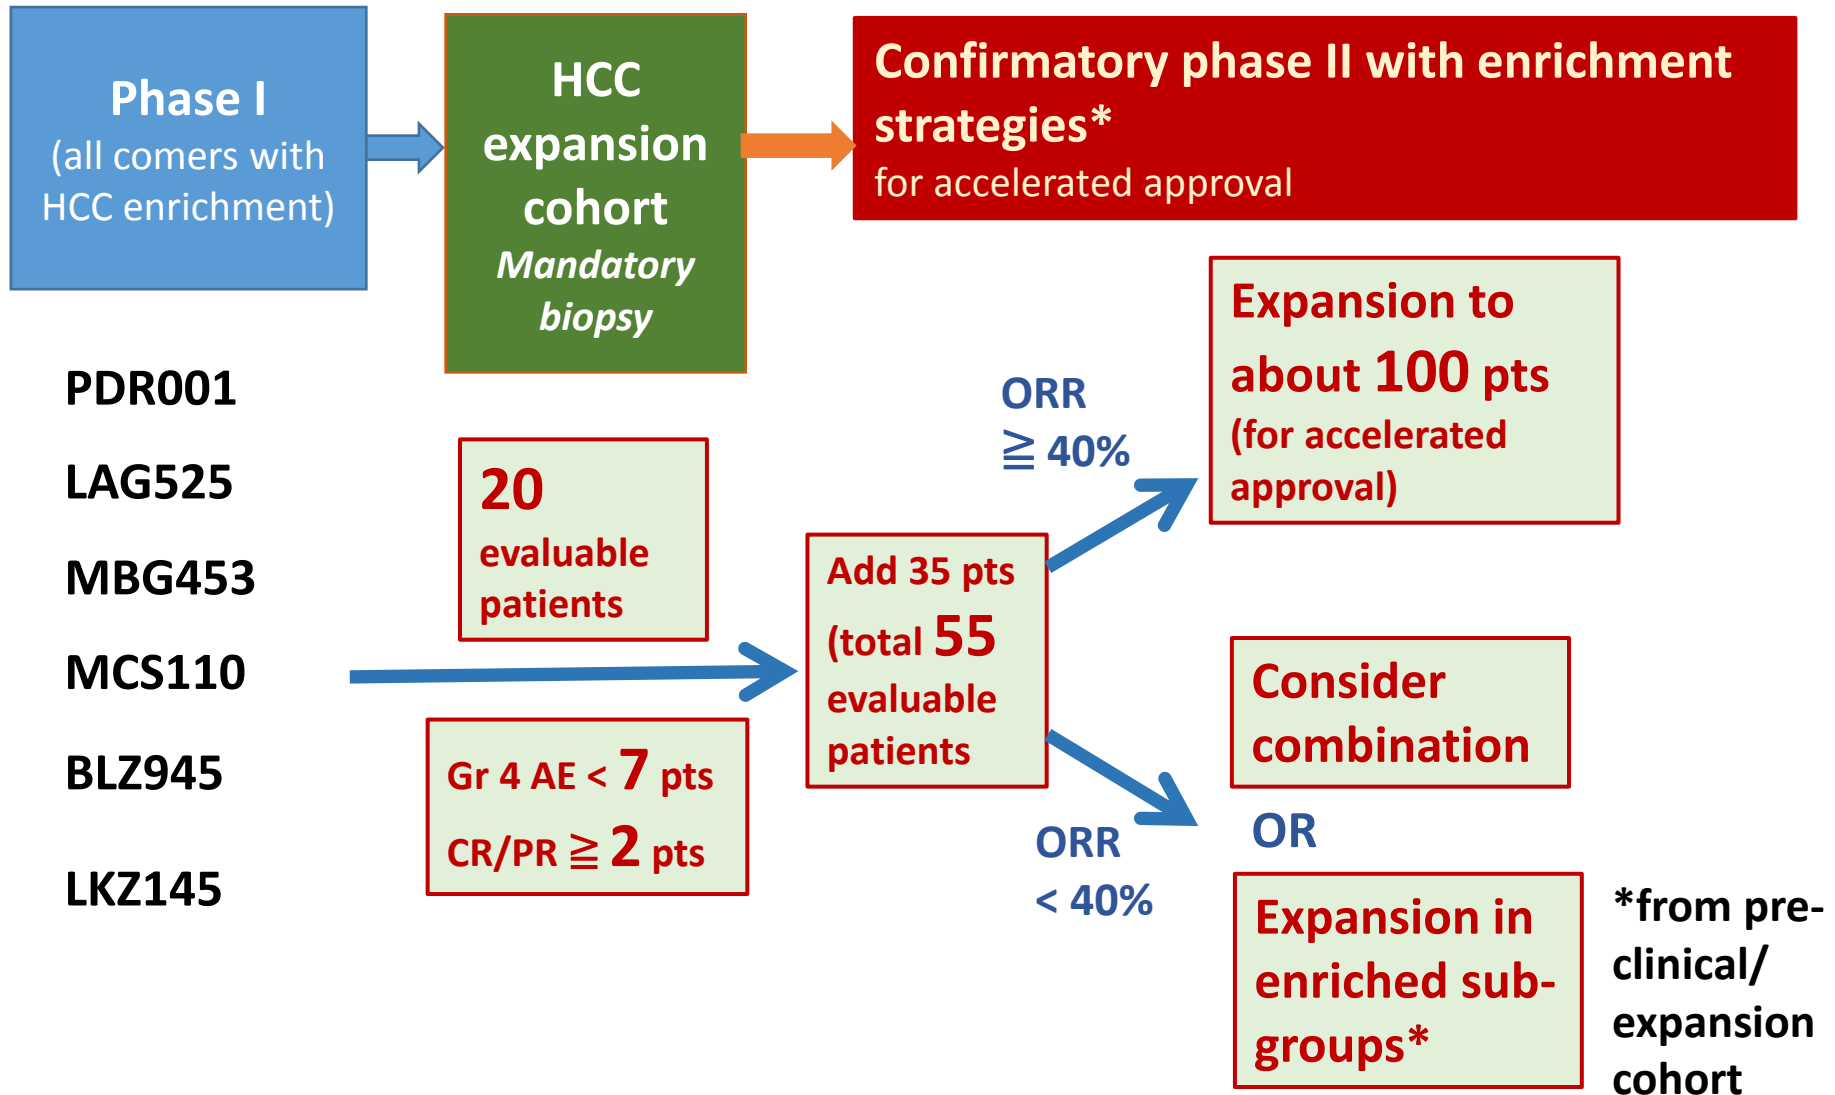 Phase I
(all comers with
HCC enrichment)
HCC
expansion
cohort
Mandatory
biopsy
Confirmatory phase II with enrichment
strategies*
for accelerated approval
PDR001
LAG525
MBG453
MCS110
BLZ945
LKZ145
20
evaluable
patients
Gr 4 AE < 7 pts
CR/PR ≧ 2 pts
Add 35 pts
(total 55
evaluable
patients
ORR
≧ 40%
Expansion to
about 100 pts
(for accelerated
approval)
ORR
< 40%
Consider
combination
OR
Expansion in
enriched sub-
groups*
*from pre-
clinical/
expansion
cohort